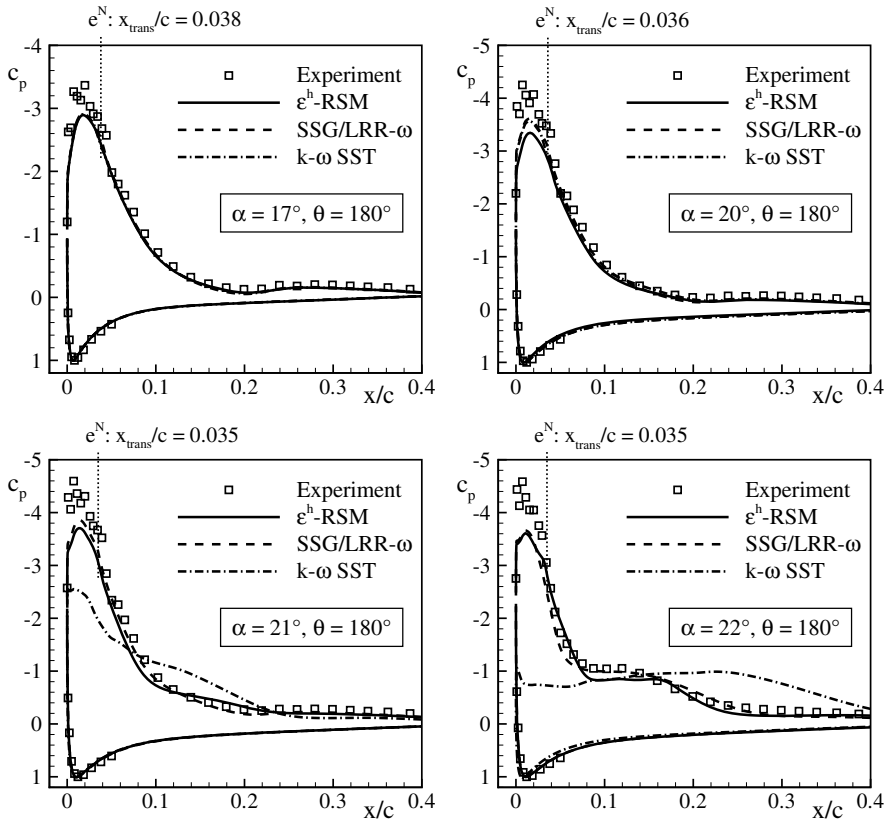 e^N: x_trans/c = 0.038
-4
c_p
-3
-2
-1
0
1
Experiment
ε^h-RSM
SSG/LRR-ω
k-ω SST
α = 17°, θ = 180°
0 0.1 0.2 0.3 0.4
x/c
e^N: x_trans/c = 0.036
-5
c_p
-4
-3
-2
-1
0
1
Experiment
ε^h-RSM
SSG/LRR-ω
k-ω SST
α = 20°, θ = 180°
0 0.1 0.2 0.3 0.4
x/c
e^N: x_trans/c = 0.035
-5
c_p
-4
-3
-2
-1
0
1
Experiment
ε^h-RSM
SSG/LRR-ω
k-ω SST
α = 21°, θ = 180°
0 0.1 0.2 0.3 0.4
x/c
e^N: x_trans/c = 0.035
-5
c_p
-4
-3
-2
-1
0
1
Experiment
ε^h-RSM
SSG/LRR-ω
k-ω SST
α = 22°, θ = 180°
0 0.1 0.2 0.3 0.4
x/c